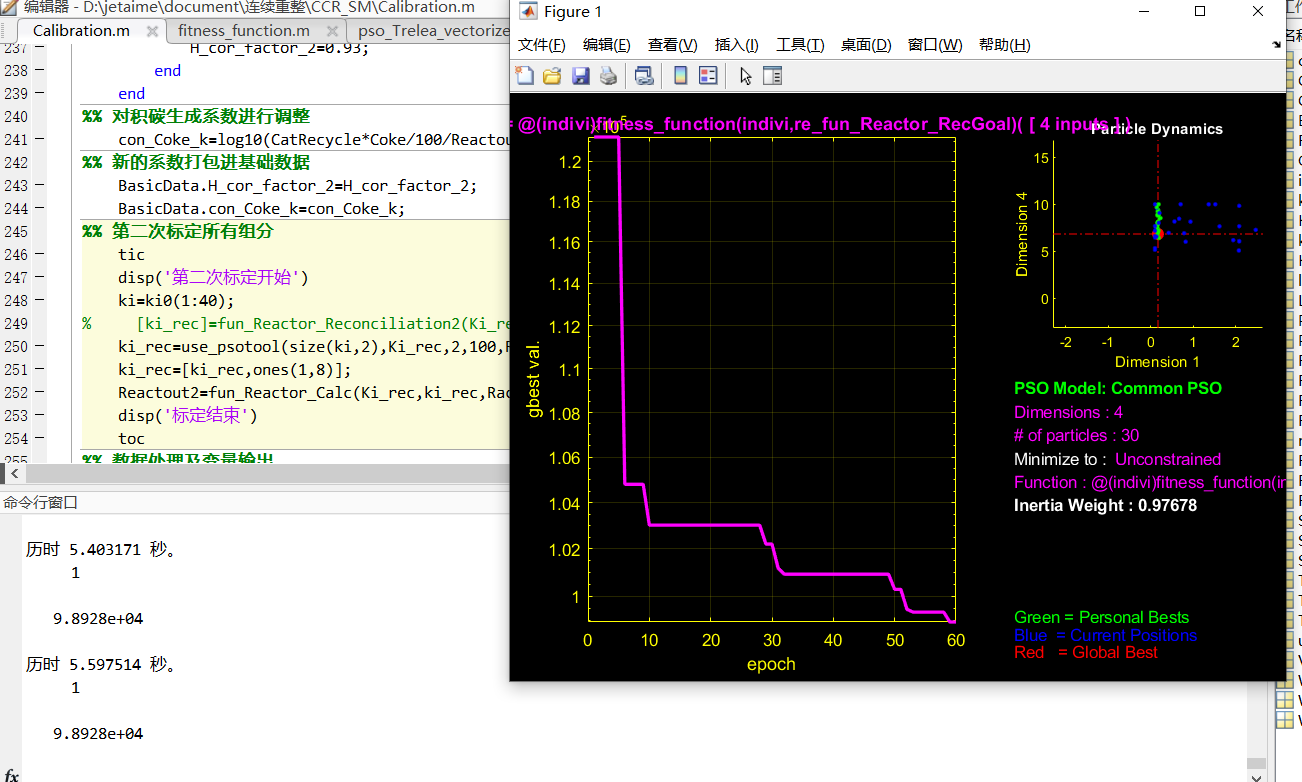 编辑器 - D:\jetaime\document\连续重整\CCR_SM\Calibration.m
Calibration.m
fitness_function.m
pso_Trelea_vectorize
237
H_cor_factor_2=0.93;
238
end
239
end
240
%% 对积碳生成系数进行调整
241
con_Coke_k=log10(CatRecycle*Coke/100/Reactou
242
%% 新的系数打包进基础数据
243
BasicData.H_cor_factor_2=H_cor_factor_2;
244
BasicData.con_Coke_k=con_Coke_k;
245
%% 第二次标定所有组分
246
tic
247
disp('第二次标定开始')
248
ki=ki0(1:40);
249
% [ki_rec]=fun_Reactor_Reconciliation2(Ki_re
250
ki_rec=use_psotool(size(ki,2),Ki_rec,2,100,
251
ki_rec=[ki_rec,ones(1,8)];
252
Reactout2=fun_Reactor_Calc(Ki_rec,ki_rec,Rac
253
disp('标定结束')
254
toc
255
%% 数据处理及变量输出
命令行窗口
历时 5.403171 秒。
1
9.8928e+04
历时 5.597514 秒。
1
9.8928e+04
fx
Figure 1
文件(F) 编辑(E) 查看(V) 插入(I) 工具(T) 桌面(D) 窗口(W) 帮助(H)
= @(indivi)fitness_function(indivi,re_fun_Reactor_RecGoal)( [ 4 inputs ] )
×10^5
1.2
1.18
1.16
1.14
1.12
1.1
1.08
1.06
1.04
1.02
1
gbest val.
0 10 20 30 40 50 60
epoch
Particle Dynamics
15
10
5
0
Dimension 4
-2 -1 0 1 2
Dimension 1
PSO Model: Common PSO
Dimensions : 4
# of particles : 30
Minimize to : Unconstrained
Function : @(indivi)fitness_function(in
Inertia Weight : 0.97678
Green = Personal Bests
Blue = Current Positions
Red = Global Best